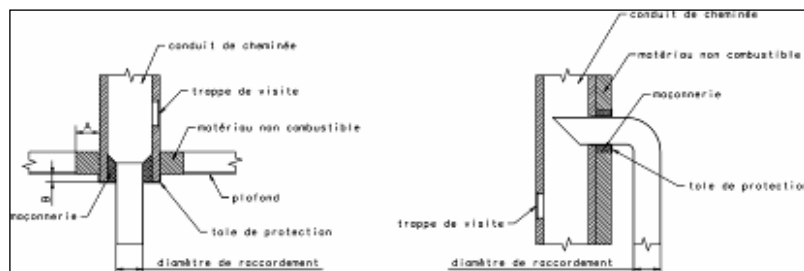 conduit de cheminée
trappe de visite
A
matériau non combustible
B
plafond
maçonnerie
tole de protection
diamètre de raccordement
conduit de cheminée
matériau non combustible
maçonnerie
tole de protection
trappe de visite
diamètre de raccordement